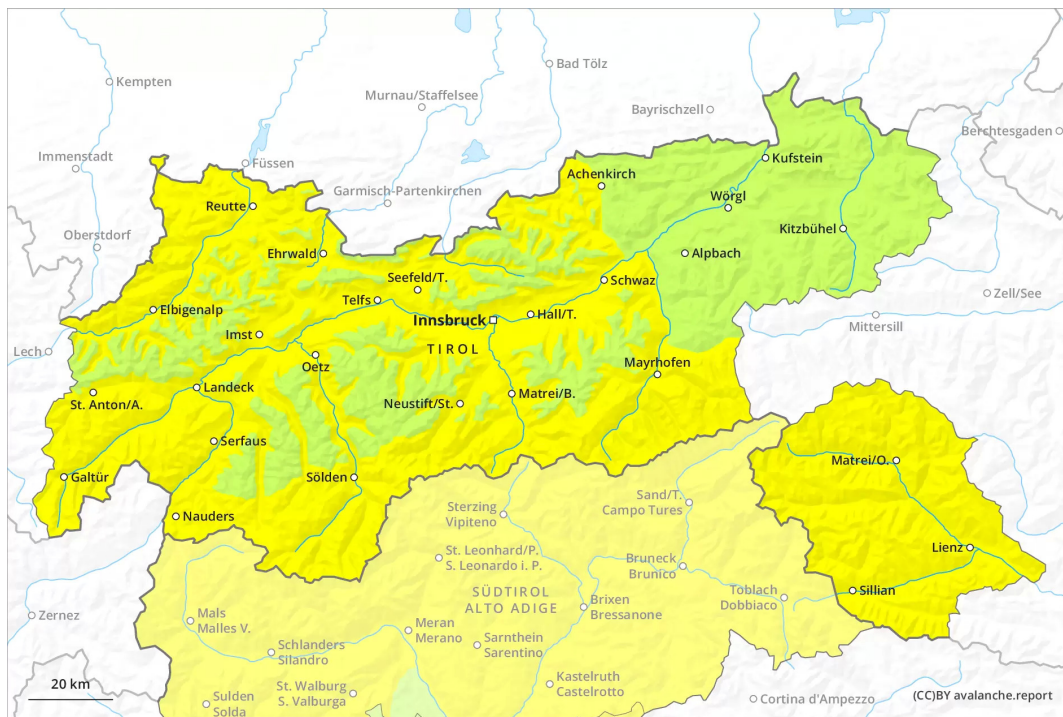 Kempten
Bad Tölz
Murnau/Staffelsee
Bayrischzell
Berchtesgaden
Immenstadt
Füssen
Kufstein
Achenkirch
Garmisch-Partenkirchen
Reutte
Wörgl
Oberstdorf
Kitzbühel
Ehrwald
Alpbach
Seefeld/T.
Schwaz
Zell/See
Telfs
Elbigenalp
Innsbruck
Hall/T.
Mittersill
Imst
TIROL
Lech
Oetz
Mayrhofen
Landeck
St. Anton/A.
Neustift/St.
Matrei/B.
Serfaus
Matrei/O.
Galtür
Sölden
Sand/T.
Campo Tures
Sterzing
Vipiteno
Nauders
Lienz
St. Leonhard/P.
S. Leonardo i. P.
Bruneck
Brunico
SÜDTIROL
ALTO ADIGE
Sillian
Toblach
Dobbiaco
Brixen
Bressanone
Zernez
Mals
Malles V.
Meran
Merano
Schlanders
Silandro
Sarnthein
Sarentino
Kastelruth
Castelrotto
20 km
St. Walburg
S. Valburga
Sulden
Solda
Cortina d'Ampezzo
(CC)BY avalanche.report